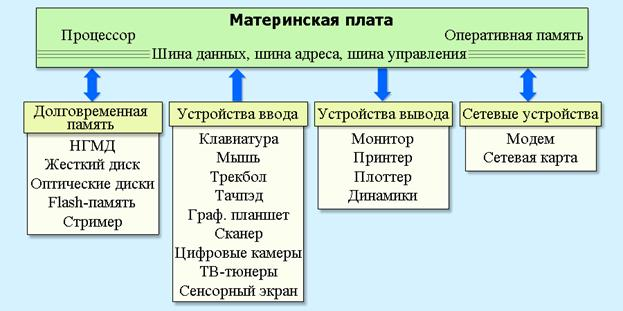 Материнская плата
Процессор
Оперативная память
Шина данных, шина адреса, шина управления
Долговременная
память
НГМД
Жесткий диск
Оптические диски
Flash-память
Стример
Устройства ввода
Клавиатура
Мышь
Трекбол
Тачпэд
Граф. планшет
Сканер
Цифровые камеры
ТВ-тюнеры
Сенсорный экран
Устройства вывода
Монитор
Принтер
Плоттер
Динамики
Сетевые устройства
Модем
Сетевая карта